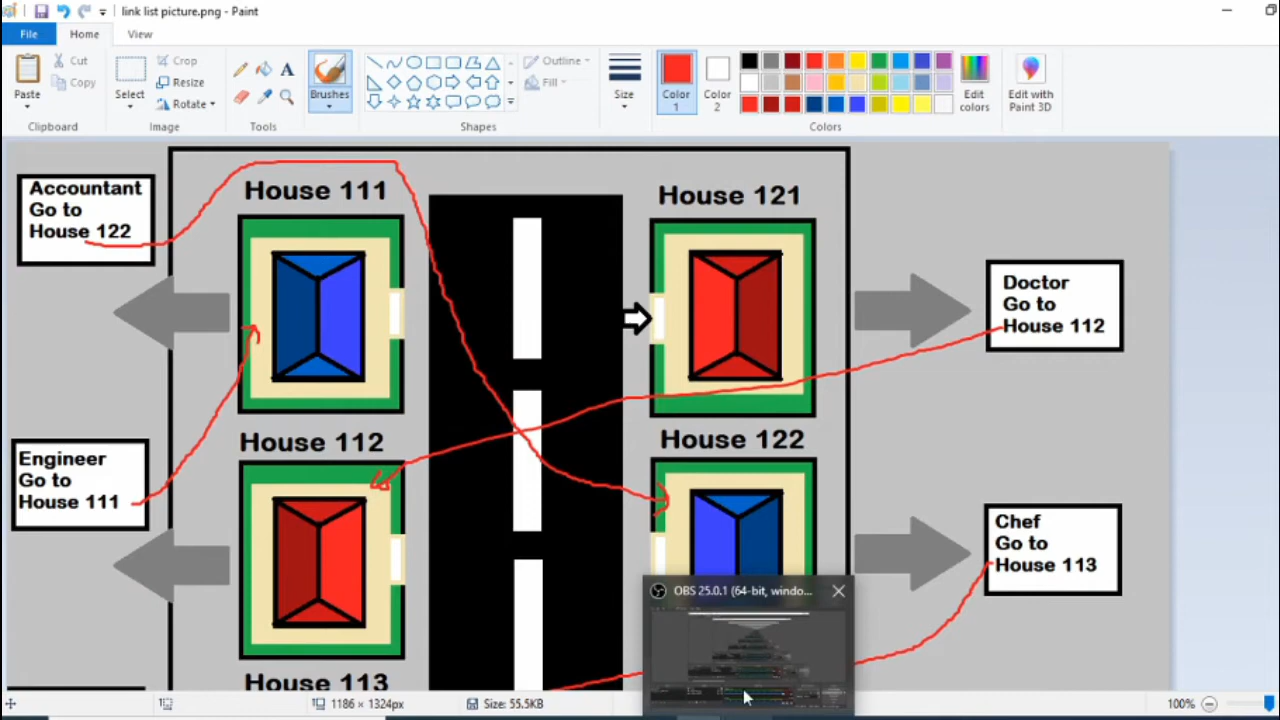 link list picture.png - Paint
File
Home
View
Paste
Cut
Copy
Clipboard
Select
Crop
Resize
Rotate
Image
A
Tools
Brushes
Shapes
Outline
Fill
Size
Color
1
Color
2
Edit
colors
Colors
Edit with
Paint 3D
Accountant
Go to
House 122
House 111
House 121
Doctor
Go to
House 112
Engineer
Go to
House 111
House 112
House 122
Chef
Go to
House 113
OBS 25.0.1 (64-bit, windo...
House 113
1186 × 1324px
Size: 55.5KB
100%